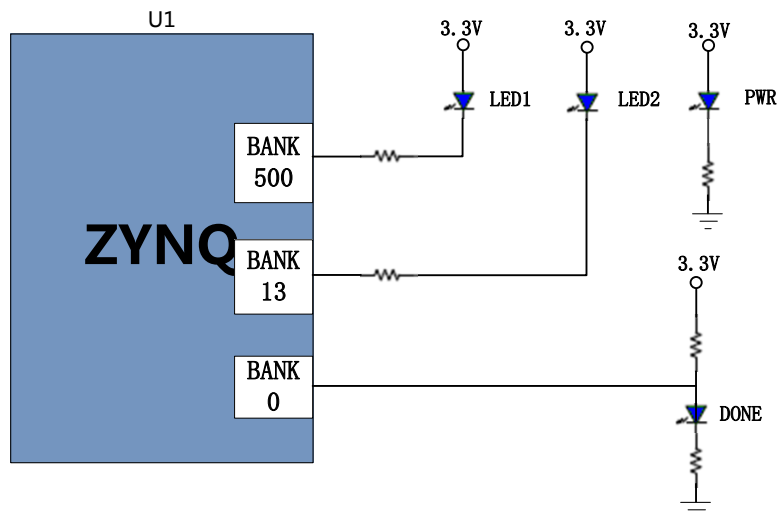 U1
3.3V
3.3V
3.3V
LED1
LED2
PWR
BANK
500
ZYNQ
BANK
13
3.3V
BANK
0
DONE